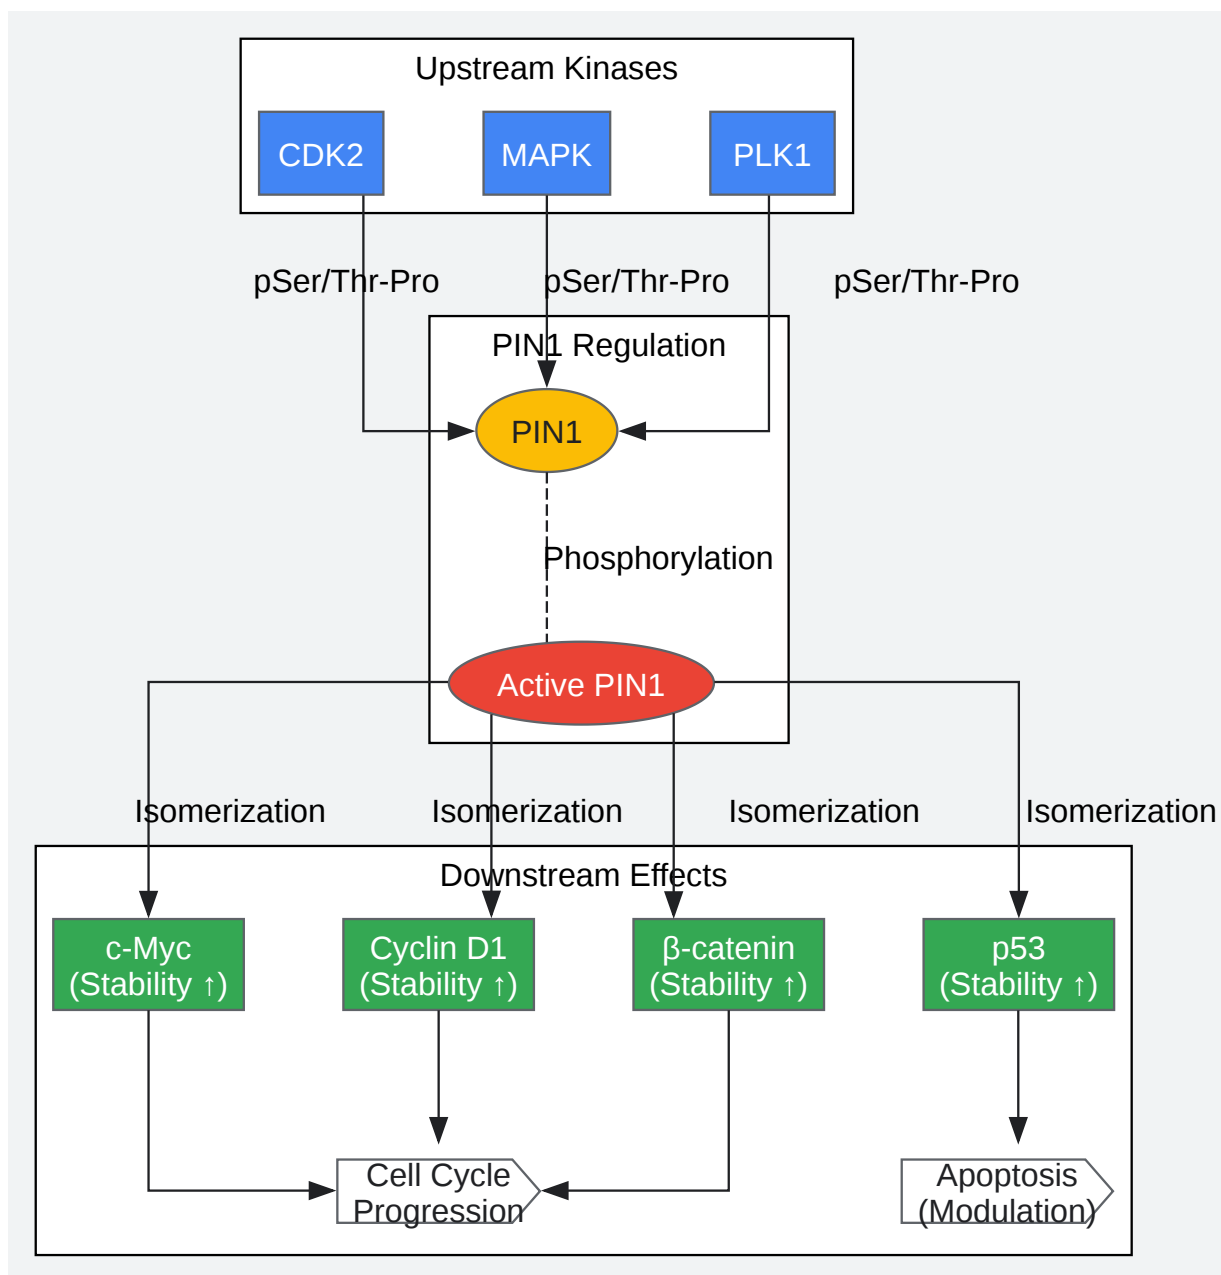 Upstream Kinases
CDK2
MAPK
PLK1
pSer/Thr-Pro
pSer/Thr-Pro
pSer/Thr-Pro
PIN1 Regulation
PIN1
Phosphorylation
Active PIN1
Isomerization
Isomerization
Isomerization
Isomerization
Downstream Effects
c-Myc
(Stability ↑)
Cyclin D1
(Stability ↑)
β-catenin
(Stability ↑)
p53
(Stability ↑)
Cell Cycle
Progression
Apoptosis
(Modulation)